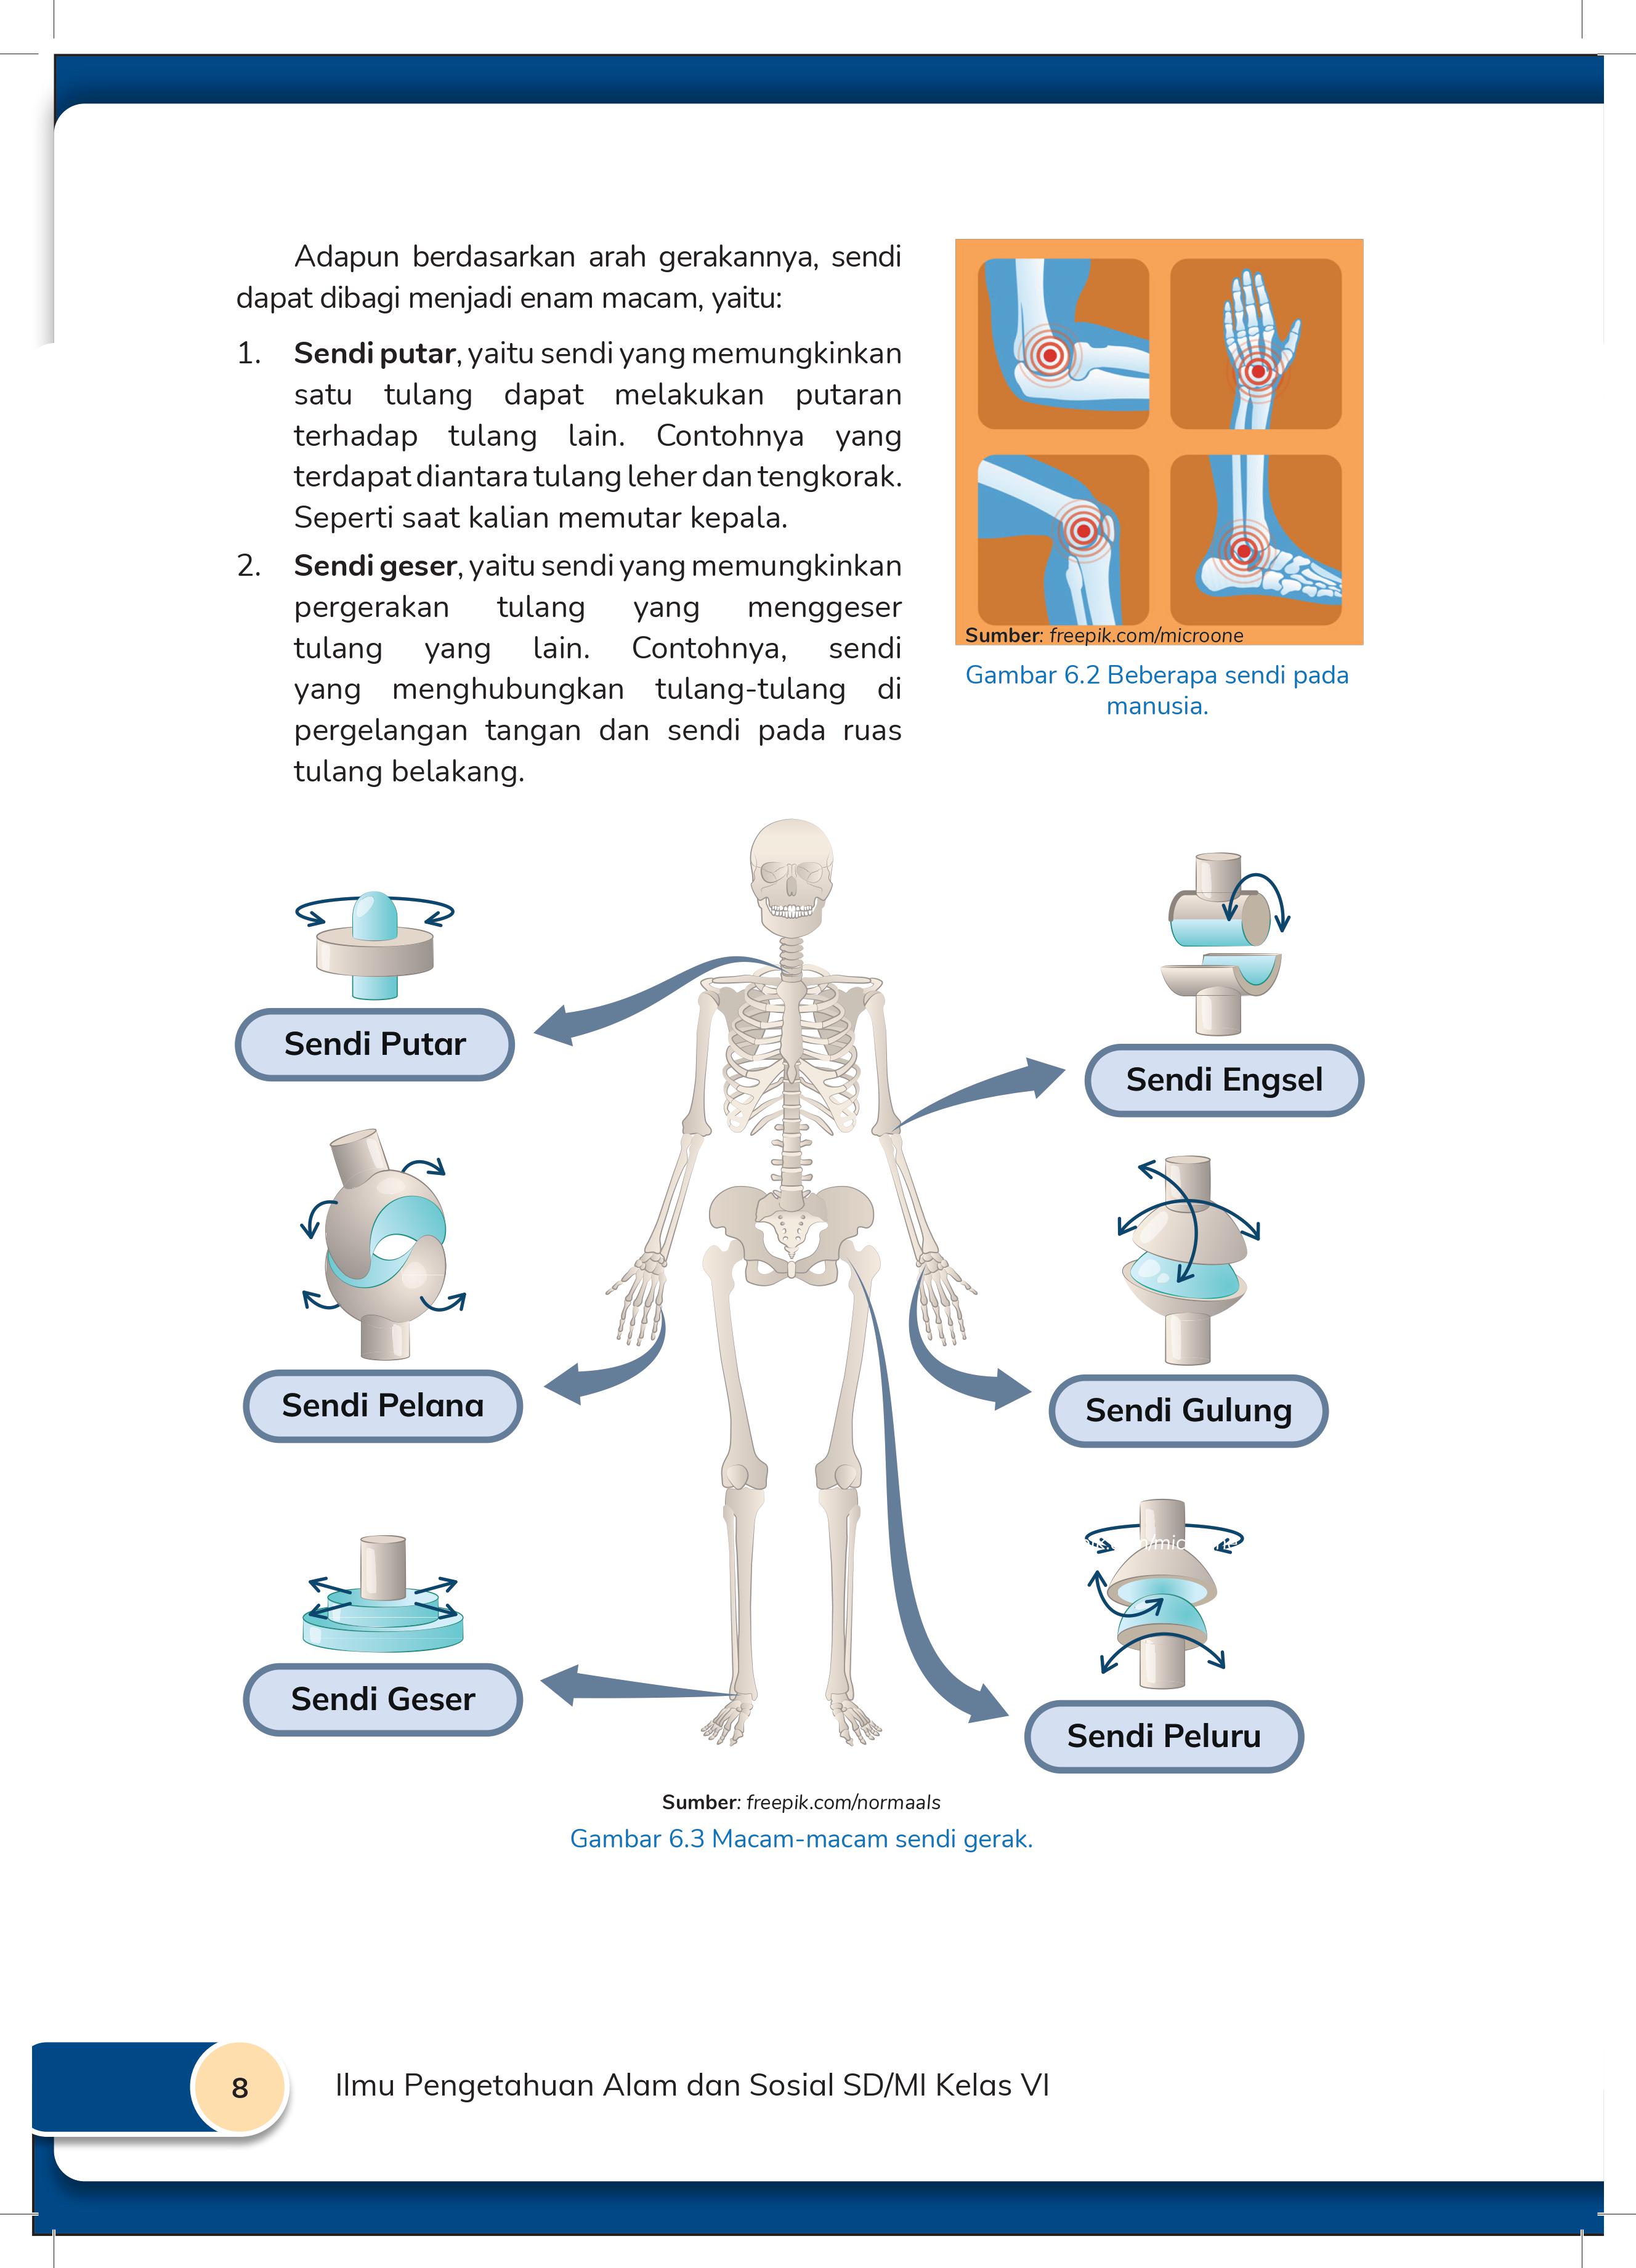 Adapun berdasarkan arah gerakannya, sendi
dapat dibagi menjadi enam macam, yaitu:
1. Sendi putar, yaitu sendi yang memungkinkan
satu tulang dapat melakukan putaran
terhadap tulang lain. Contohnya yang
terdapat diantara tulang leher dan tengkorak.
Seperti saat kalian memutar kepala.
2. Sendi geser, yaitu sendi yang memungkinkan
pergerakan tulang yang menggeser
tulang yang lain. Contohnya, sendi
yang menghubungkan tulang-tulang di
pergelangan tangan dan sendi pada ruas
tulang belakang.
Sumber: freepik.com/microone
Gambar 6.2 Beberapa sendi pada
manusia.
Sendi Putar
Sendi Engsel
Sendi Pelana
Sendi Gulung
Sendi Geser
Sendi Peluru
Sumber: freepik.com/normaals
Gambar 6.3 Macam-macam sendi gerak.
8
Ilmu Pengetahuan Alam dan Sosial SD/MI Kelas VI